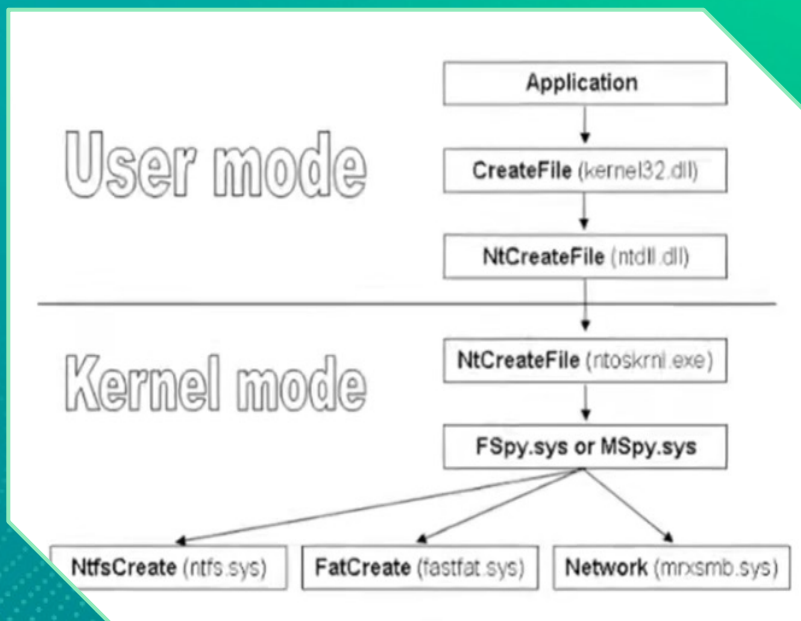 Application
User mode
CreateFile (kernel32.dll)
NtCreateFile (ntdll.dll)
Kernel mode
NtCreateFile (ntoskrnl.exe)
FSpy.sys or MSpy.sys
NtfsCreate (ntfs.sys)
FatCreate (fastfat.sys)
Network (mrxsmb.sys)